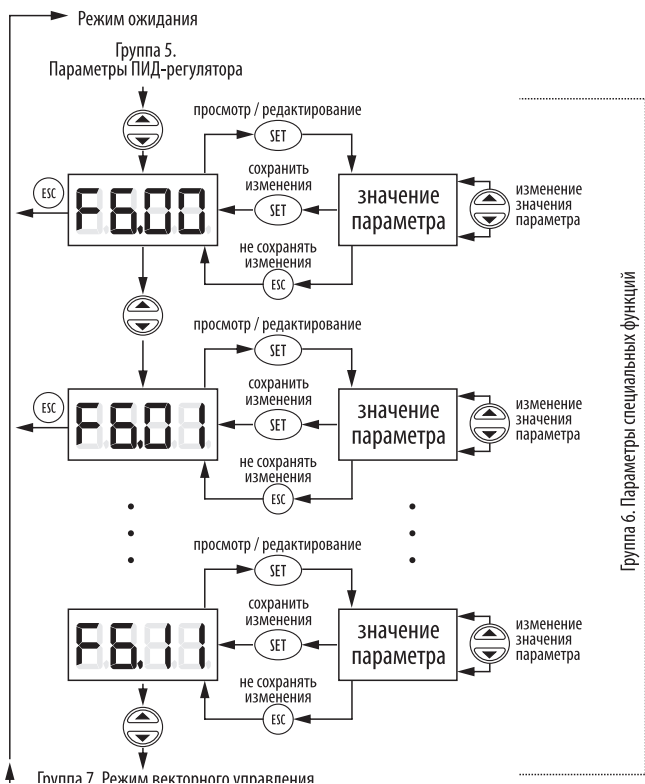 Режим ожидания
Группа 5.
Параметры ПИД-регулятора
просмотр / редактирование
SET
ESC
F6.00
сохранить
изменения
SET
значение
параметра
изменение
значения
параметра
не сохранять
изменения
ESC
просмотр / редактирование
SET
ESC
F6.01
сохранить
изменения
SET
значение
параметра
изменение
значения
параметра
не сохранять
изменения
ESC
просмотр / редактирование
SET
F6.11
сохранить
изменения
SET
значение
параметра
изменение
значения
параметра
не сохранять
изменения
ESC
Группа 6. Параметры специальных функций
Группа 7. Режим векторного управления